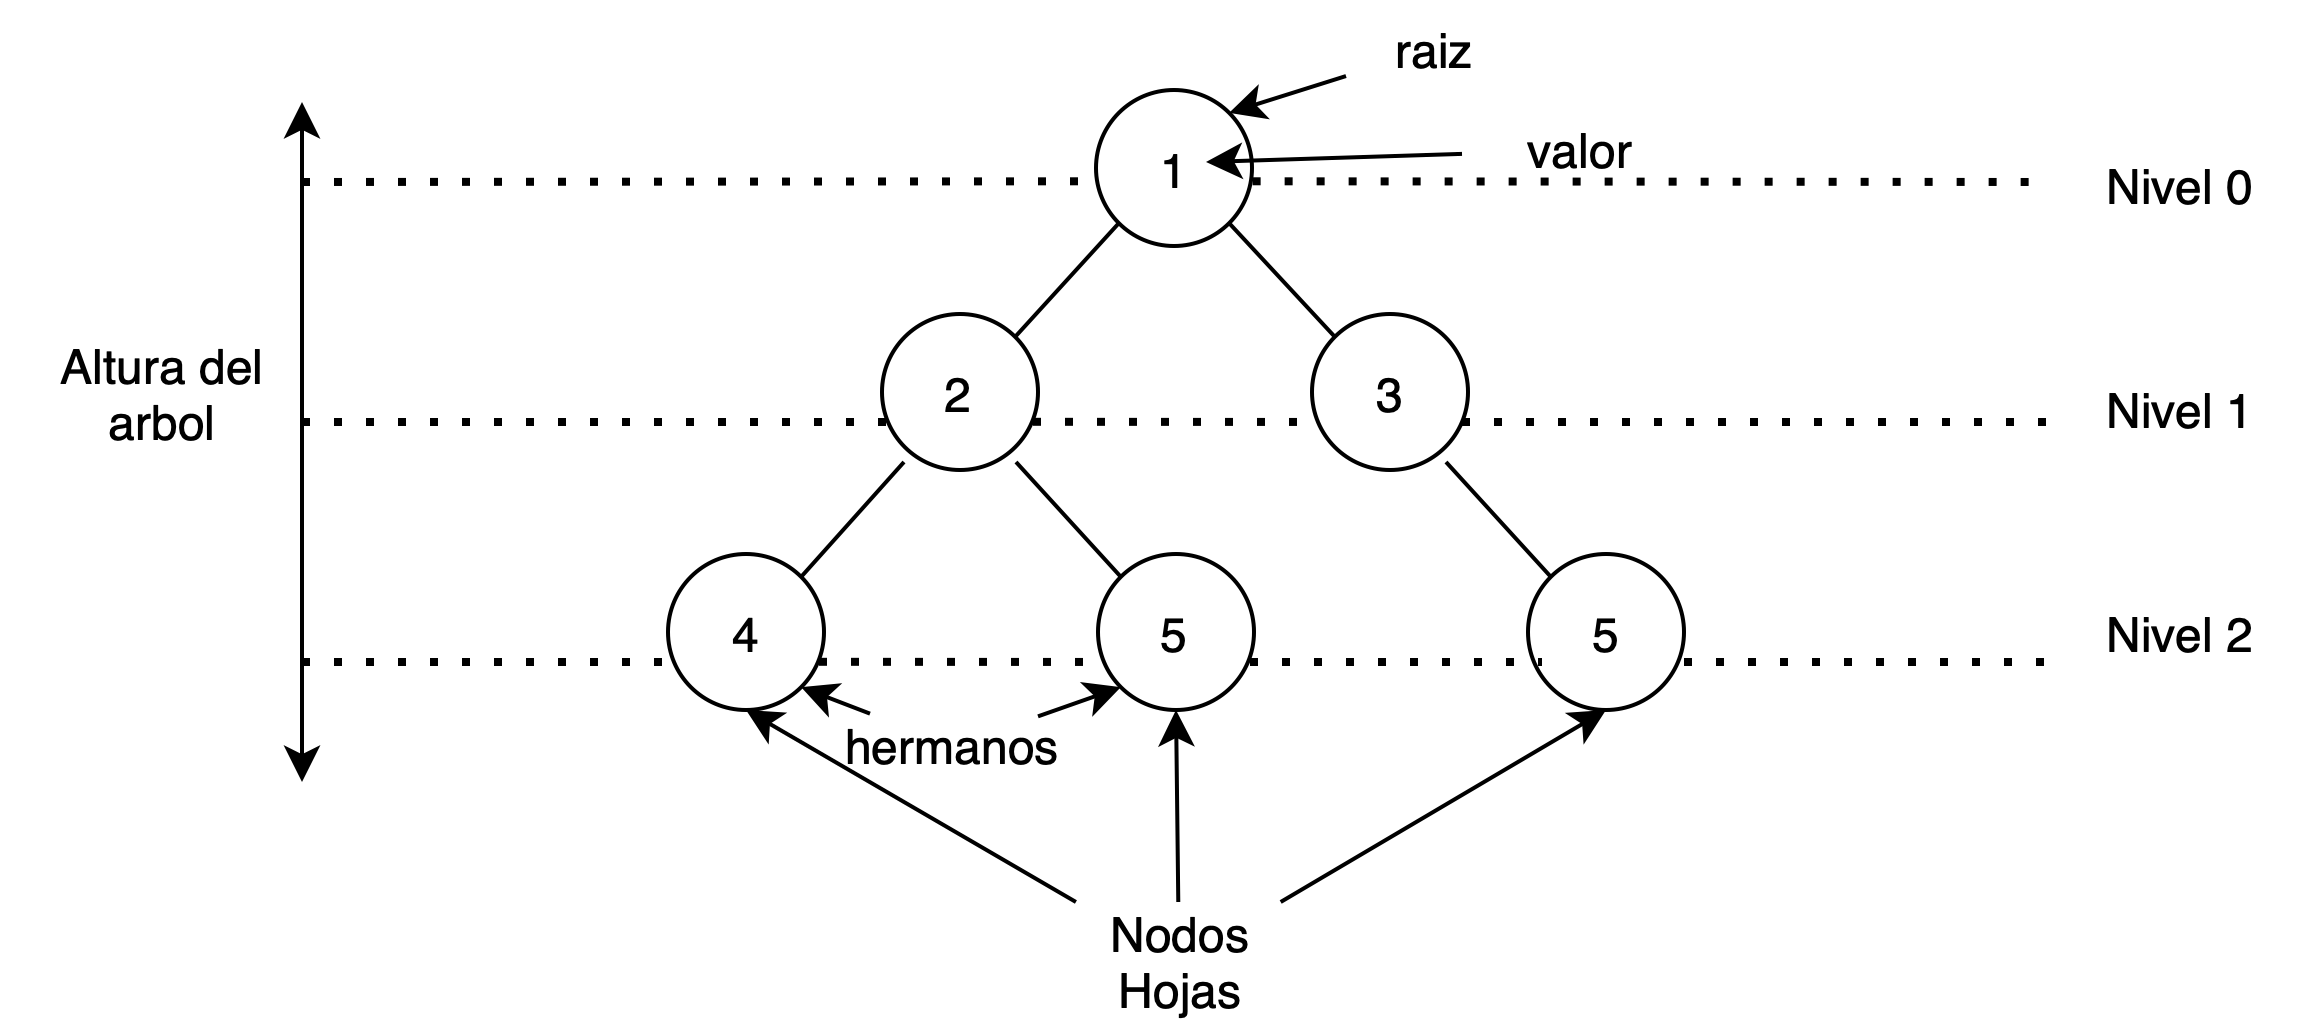 raiz
valor
1
Nivel 0
Altura del
arbol
2
3
Nivel 1
4
5
5
Nivel 2
hermanos
Nodos
Hojas